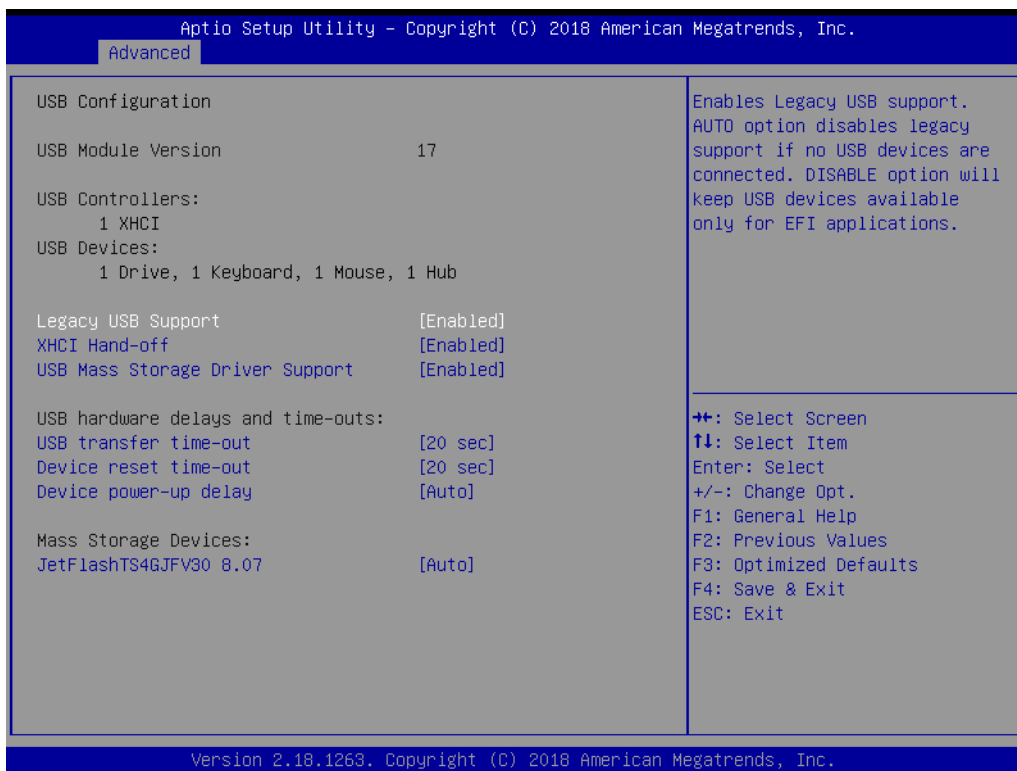 Aptio Setup Utility – Copyright (C) 2018 American Megatrends, Inc.
Advanced
USB Configuration
USB Module Version 17
USB Controllers:
1 XHCI
USB Devices:
1 Drive, 1 Keyboard, 1 Mouse, 1 Hub
Legacy USB Support [Enabled]
XHCI Hand-off [Enabled]
USB Mass Storage Driver Support [Enabled]
USB hardware delays and time-outs:
USB transfer time-out [20 sec]
Device reset time-out [20 sec]
Device power-up delay [Auto]
Mass Storage Devices:
JetFlashTS4GJFV30 8.07 [Auto]
Enables Legacy USB support.
AUTO option disables legacy
support if no USB devices are
connected. DISABLE option will
keep USB devices available
only for EFI applications.
→←: Select Screen
↑↓: Select Item
Enter: Select
+/-: Change Opt.
F1: General Help
F2: Previous Values
F3: Optimized Defaults
F4: Save & Exit
ESC: Exit
Version 2.18.1263. Copyright (C) 2018 American Megatrends, Inc.